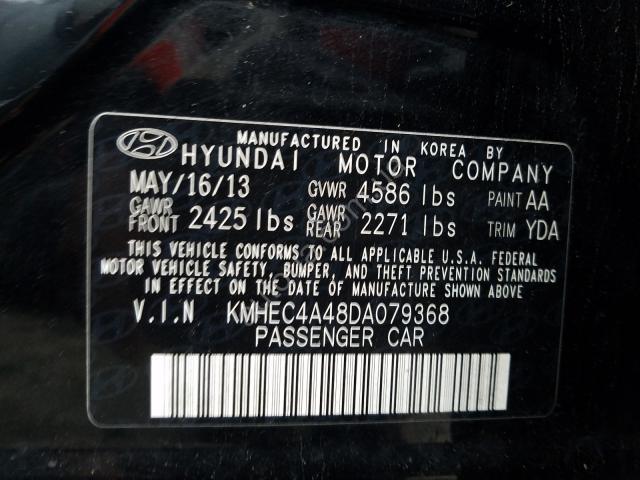 MANUFACTURED IN KOREA BY
HYUNDAI MOTOR COMPANY
MAY/16/13 GVWR 4586 lbs PAINT AA
GAWR FRONT 2425 lbs GAWR REAR 2271 lbs TRIM YDA
THIS VEHICLE CONFORMS TO ALL APPLICABLE U.S.A. FEDERAL
MOTOR VEHICLE SAFETY, BUMPER, AND THEFT PREVENTION STANDARDS
IN EFFECT ON THE DATE OF MANUFACTURE SHOWN ABOVE.
V.I.N KMHEC4A48DA079368
PASSENGER CAR